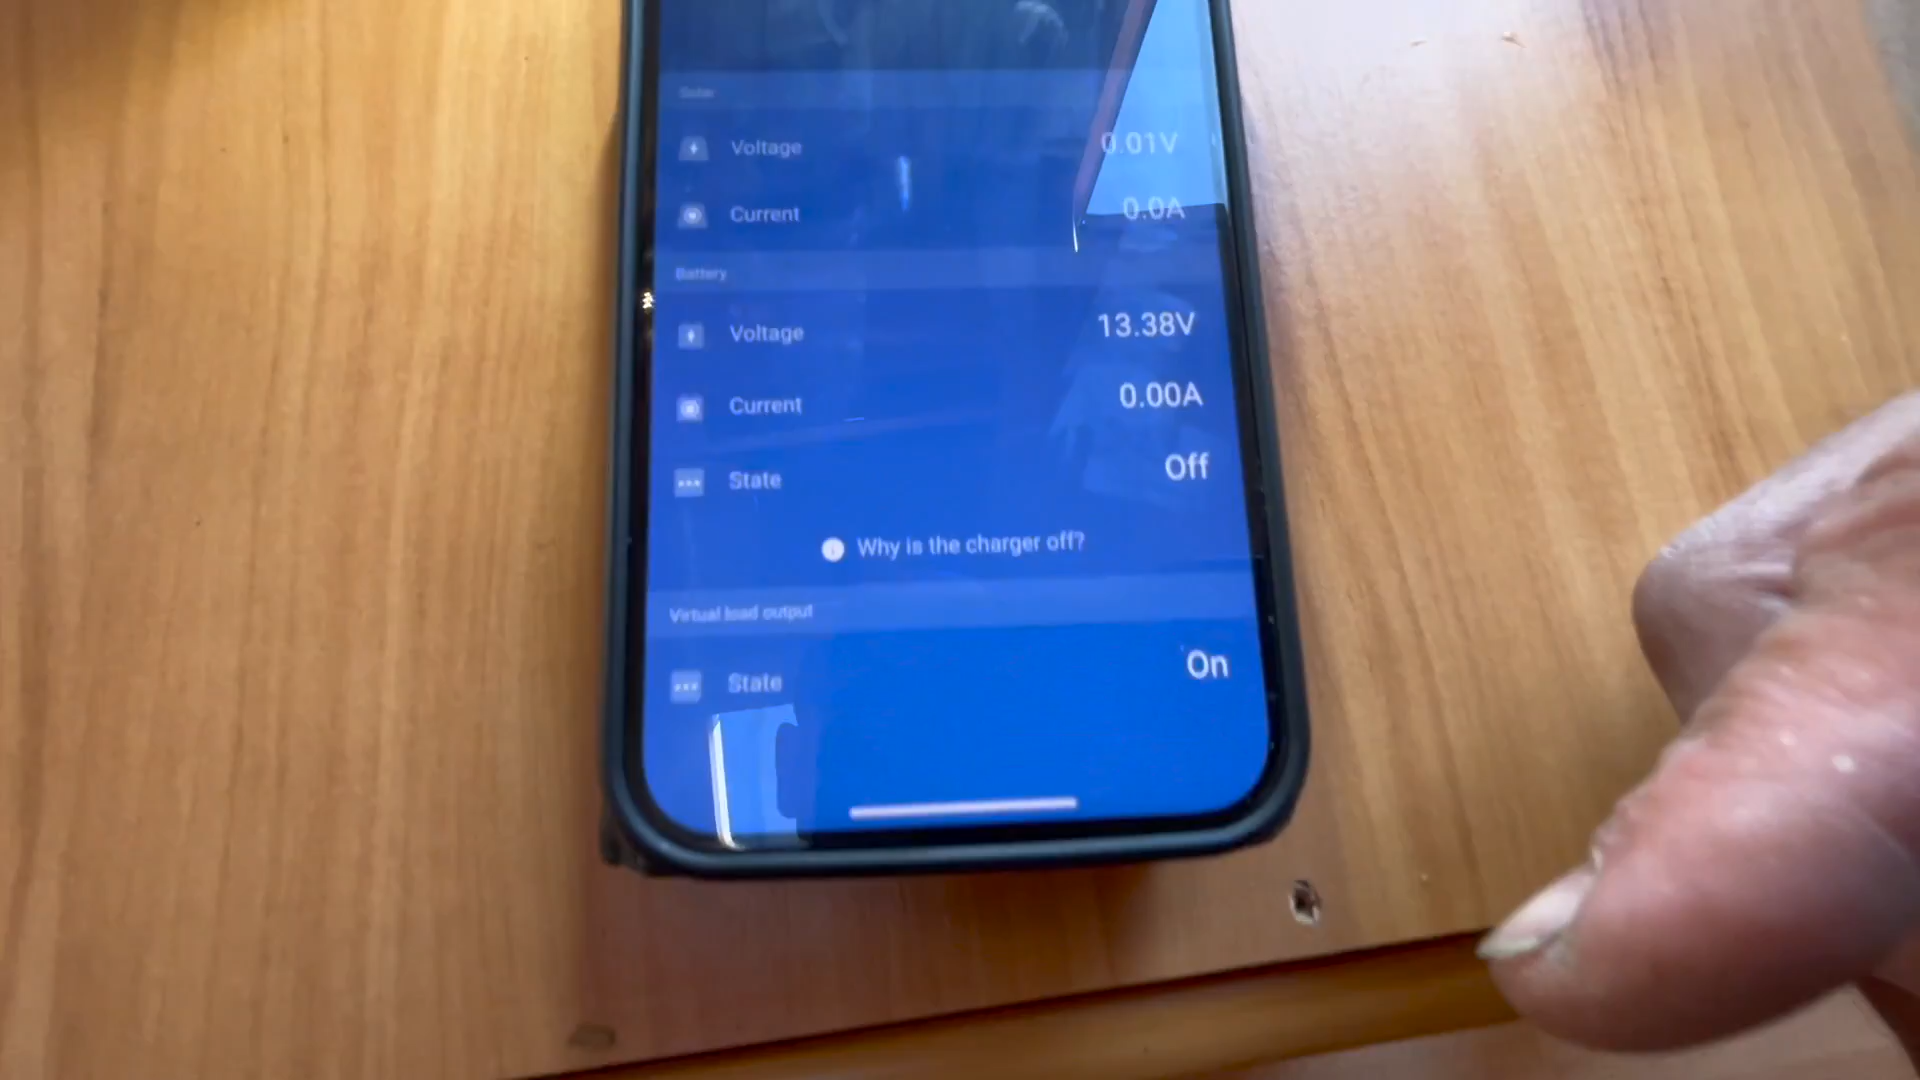 Solar
Voltage 0.01V
Current 0.0A
Battery
Voltage 13.38V
Current 0.00A
State Off
Why is the charger off?
Virtual load output
State On